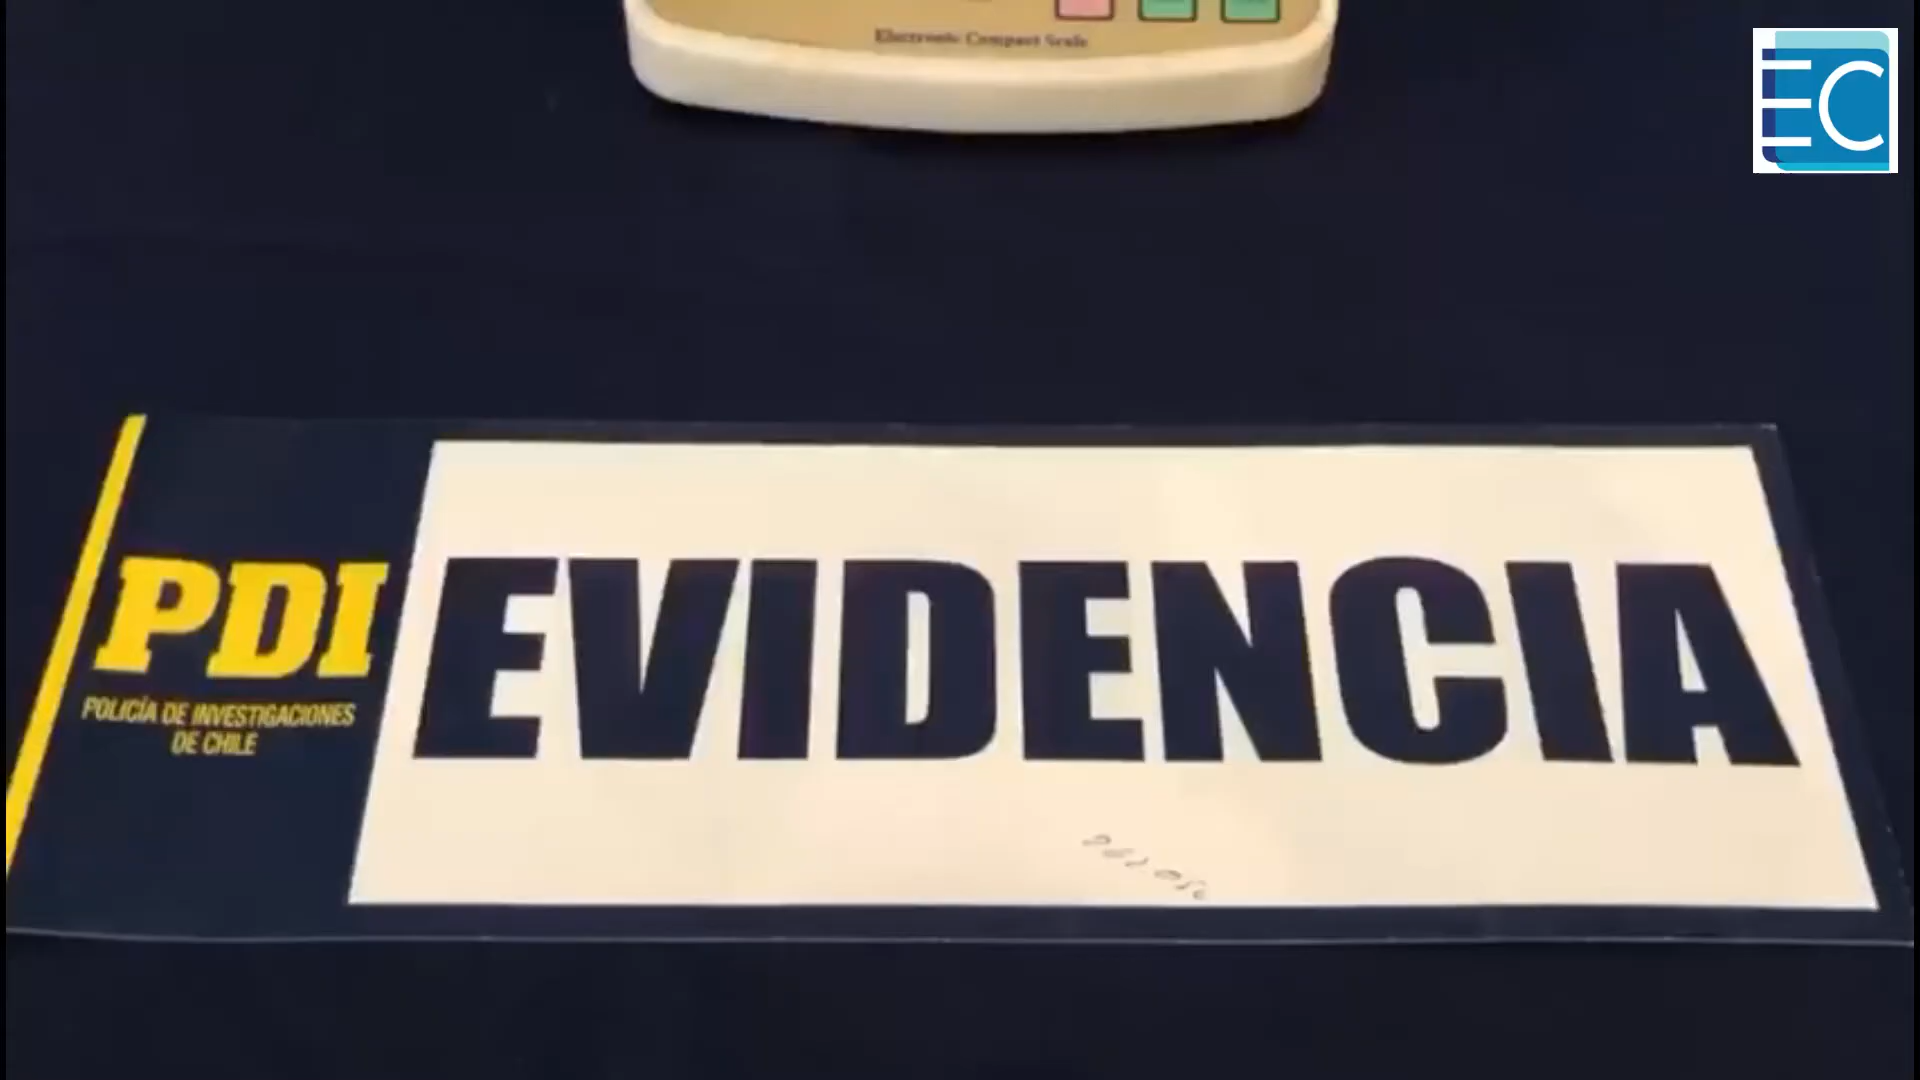 Electronic Compact Scale
EC
PDI
POLICÍA DE INVESTIGACIONES
DE CHILE
EVIDENCIA